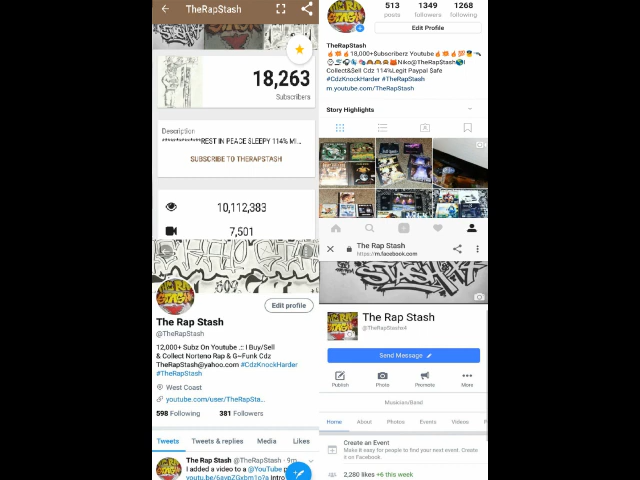 TheRapStash
18,263
Subscribers
Description
REST IN PEACE SLEEPY 114% MI...
SUBSCRIBE TO THERAPSTASH
10,112,383
7,501
Edit profile
The Rap Stash
@TheRapStash
12,000+ Subz On Youtube .:: I Buy/Sell
& Collect Norteno Rap & G~Funk Cdz
TheRapStash@yahoo.com #CdzKnockHarder
#TheRapStash
West Coast
youtube.com/user/TheRapSta...
598 Following 381 Followers
Tweets Tweets & replies Media Likes
The Rap Stash @TheRapStash · 9m
I added a video to a @YouTube
Intro
513 1349 1268
posts followers following
Edit Profile
TheRapStash
18,000+Subscriberz Youtube
Niko@TheRapStash
Collect&Sell Cdz 114%Legit Paypal $afe
#CdzKnockHarder #TheRapStash
m.youtube.com/TheRapStash
Story Highlights
The Rap Stash
https://m.facebook.com
STASH
The Rap Stash
@TheRapStashx4
Send Message
Publish Photo Promote More
Musician/Band
Home About Photos Events Videos
Create an Event
Make it easy for people to find your next event. Create
it on Facebook.
2,280 likes +6 this week